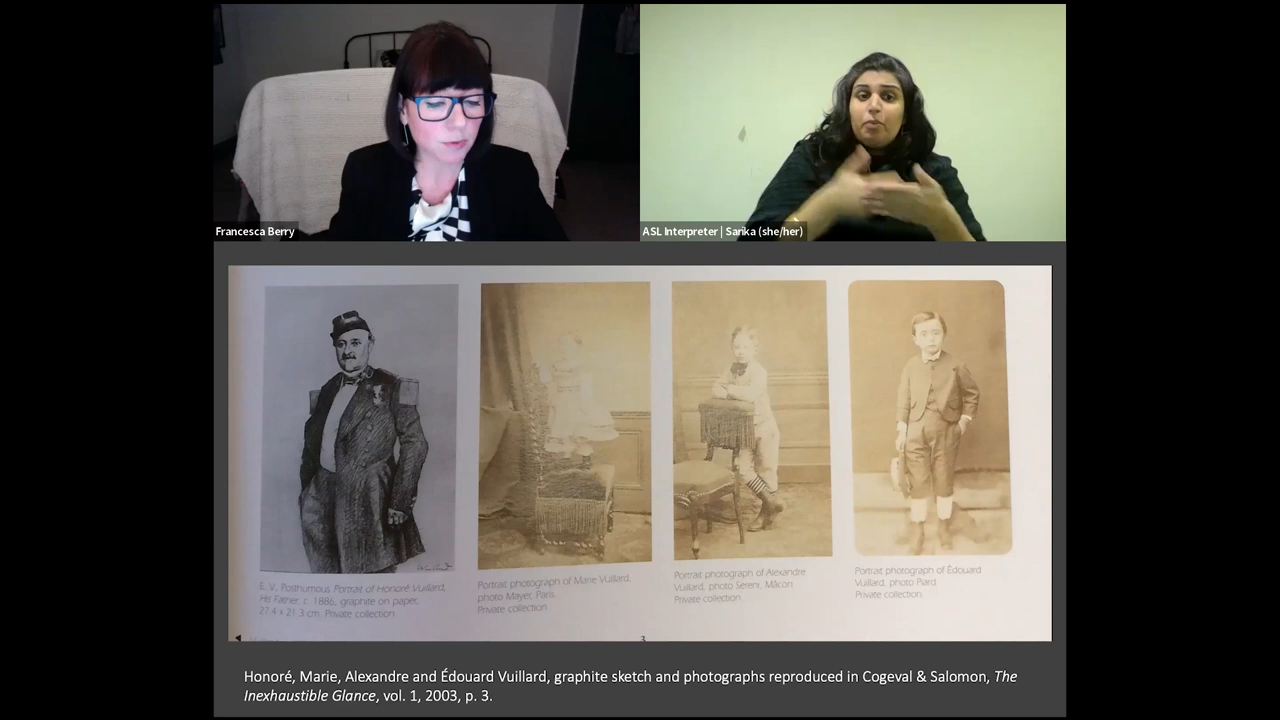 Francesca Berry
ASL Interpreter | Sarika (she/her)
E. V., Posthumous Portrait of Honoré Vuillard,
His Father. c. 1886, graphite on paper,
27.4 x 21.3 cm. Private collection.
Portrait photograph of Marie Vuillard,
photo Mayer, Paris.
Private collection
Portrait photograph of Alexandre
Vuillard, photo Sereni, Mâcon.
Private collection.
Portrait photograph of Édouard
Vuillard, photo Piard.
Private collection.
3
Honoré, Marie, Alexandre and Édouard Vuillard, graphite sketch and photographs reproduced in Cogeval & Salomon, The
Inexhaustible Glance, vol. 1, 2003, p. 3.